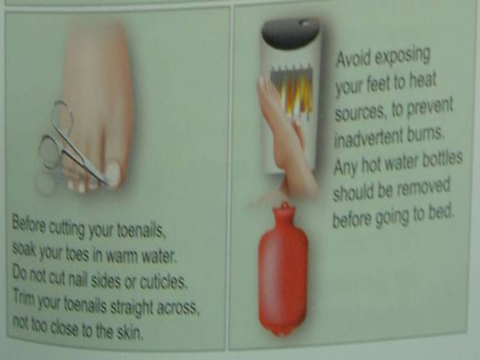 Before cutting your toenails,
soak your toes in warm water.
Do not cut nail sides or cuticles.
Trim your toenails straight across,
not too close to the skin.
Avoid exposing
your feet to heat
sources, to prevent
inadvertent burns.
Any hot water bottles
should be removed
before going to bed.